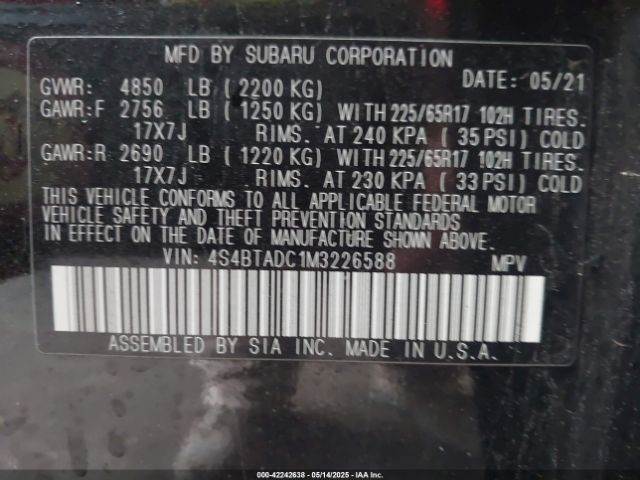 MFD BY SUBARU CORPORATION
DATE: 05/21
GVWR: 4850 LB ( 2200 KG)
GAWR:F 2756 LB ( 1250 KG) WITH 225/65R17 102H TIRES.
17X7J RIMS. AT 240 KPA ( 35 PSI) COLD
GAWR:R 2690 LB ( 1220 KG) WITH 225/65R17 102H TIRES.
17X7J RIMS. AT 230 KPA ( 33 PSI) COLD
THIS VEHICLE CONFORMS TO ALL APPLICABLE FEDERAL MOTOR
VEHICLE SAFETY AND THEFT PREVENTION STANDARDS
IN EFFECT ON THE DATE OF MANUFACTURE SHOWN ABOVE.
VIN: 4S4BTADC1M3226588 MPV
ASSEMBLED BY SIA INC. MADE IN U.S.A.
000-42242638 - 05/14/2025 - IAA Inc.